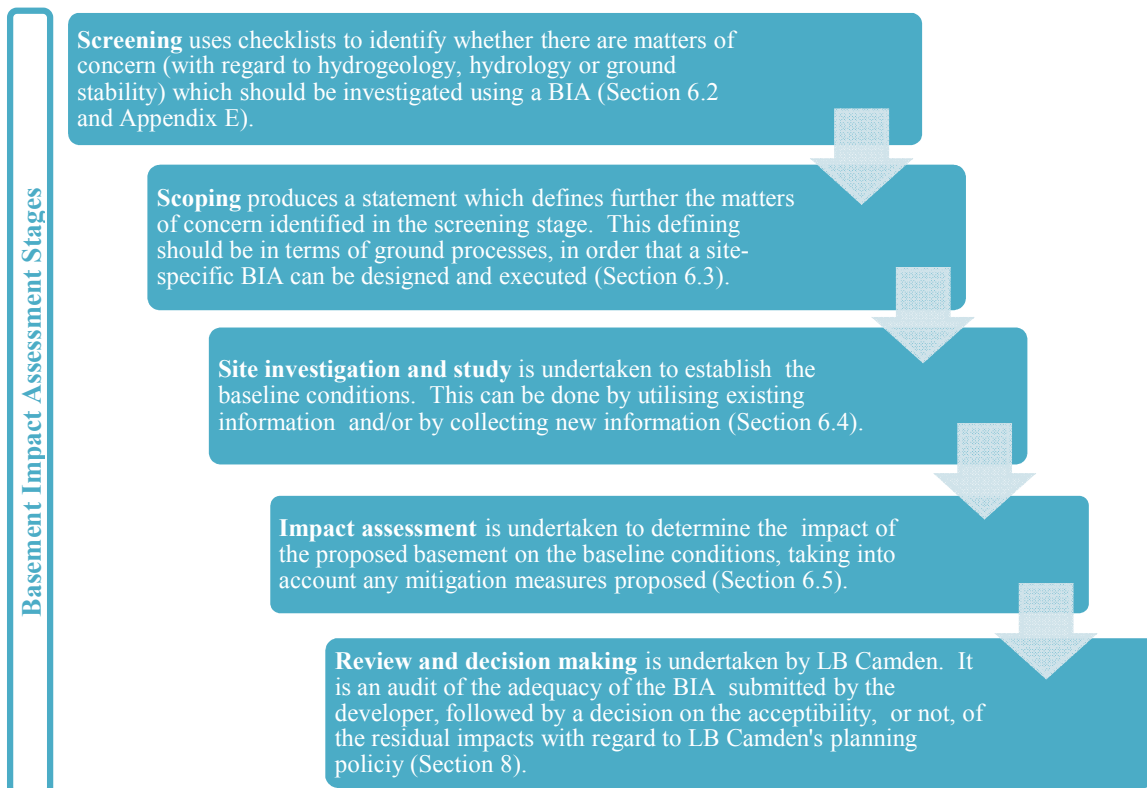 Basement Impact Assessment Stages
Screening uses checklists to identify whether there are matters of
concern (with regard to hydrogeology, hydrology or ground
stability) which should be investigated using a BIA (Section 6.2
and Appendix E).
Scoping produces a statement which defines further the matters
of concern identified in the screening stage.  This defining
should be in terms of ground processes, in order that a site-
specific BIA can be designed and executed (Section 6.3).
Site investigation and study is undertaken to establish  the
baseline conditions.  This can be done by utilising existing
information  and/or by collecting new information (Section 6.4).
Impact assessment is undertaken to determine the  impact of
the proposed basement on the baseline conditions, taking into
account any mitigation measures proposed (Section 6.5).
Review and decision making is undertaken by LB Camden.  It
is an audit of the adequacy of the BIA  submitted by the
developer, followed by a decision on the acceptibility,  or not, of
the residual impacts with regard to LB Camden's planning
policiy (Section 8).